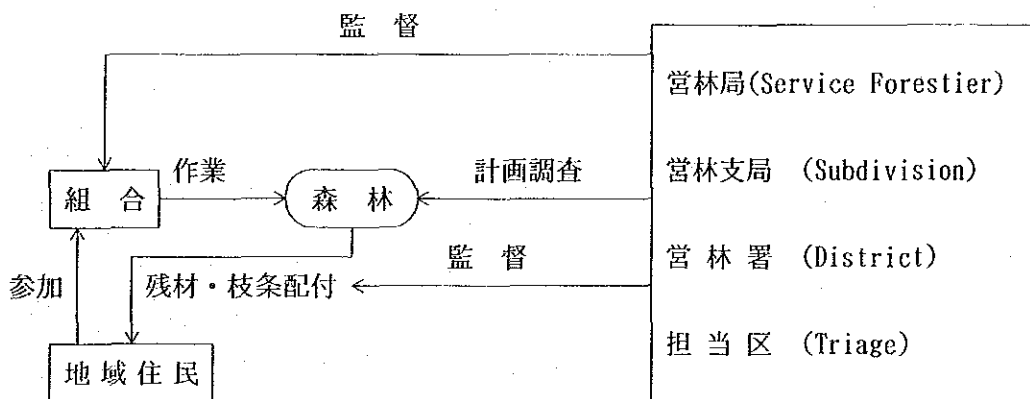 監 督
営林局(Service Forestier)
作業
計画調査
営林支局 (Subdivision)
組 合
森 林
監 督
営 林 署 (District)
参加
残材・枝条配付
担 当 区 (Triage)
地 域 住 民